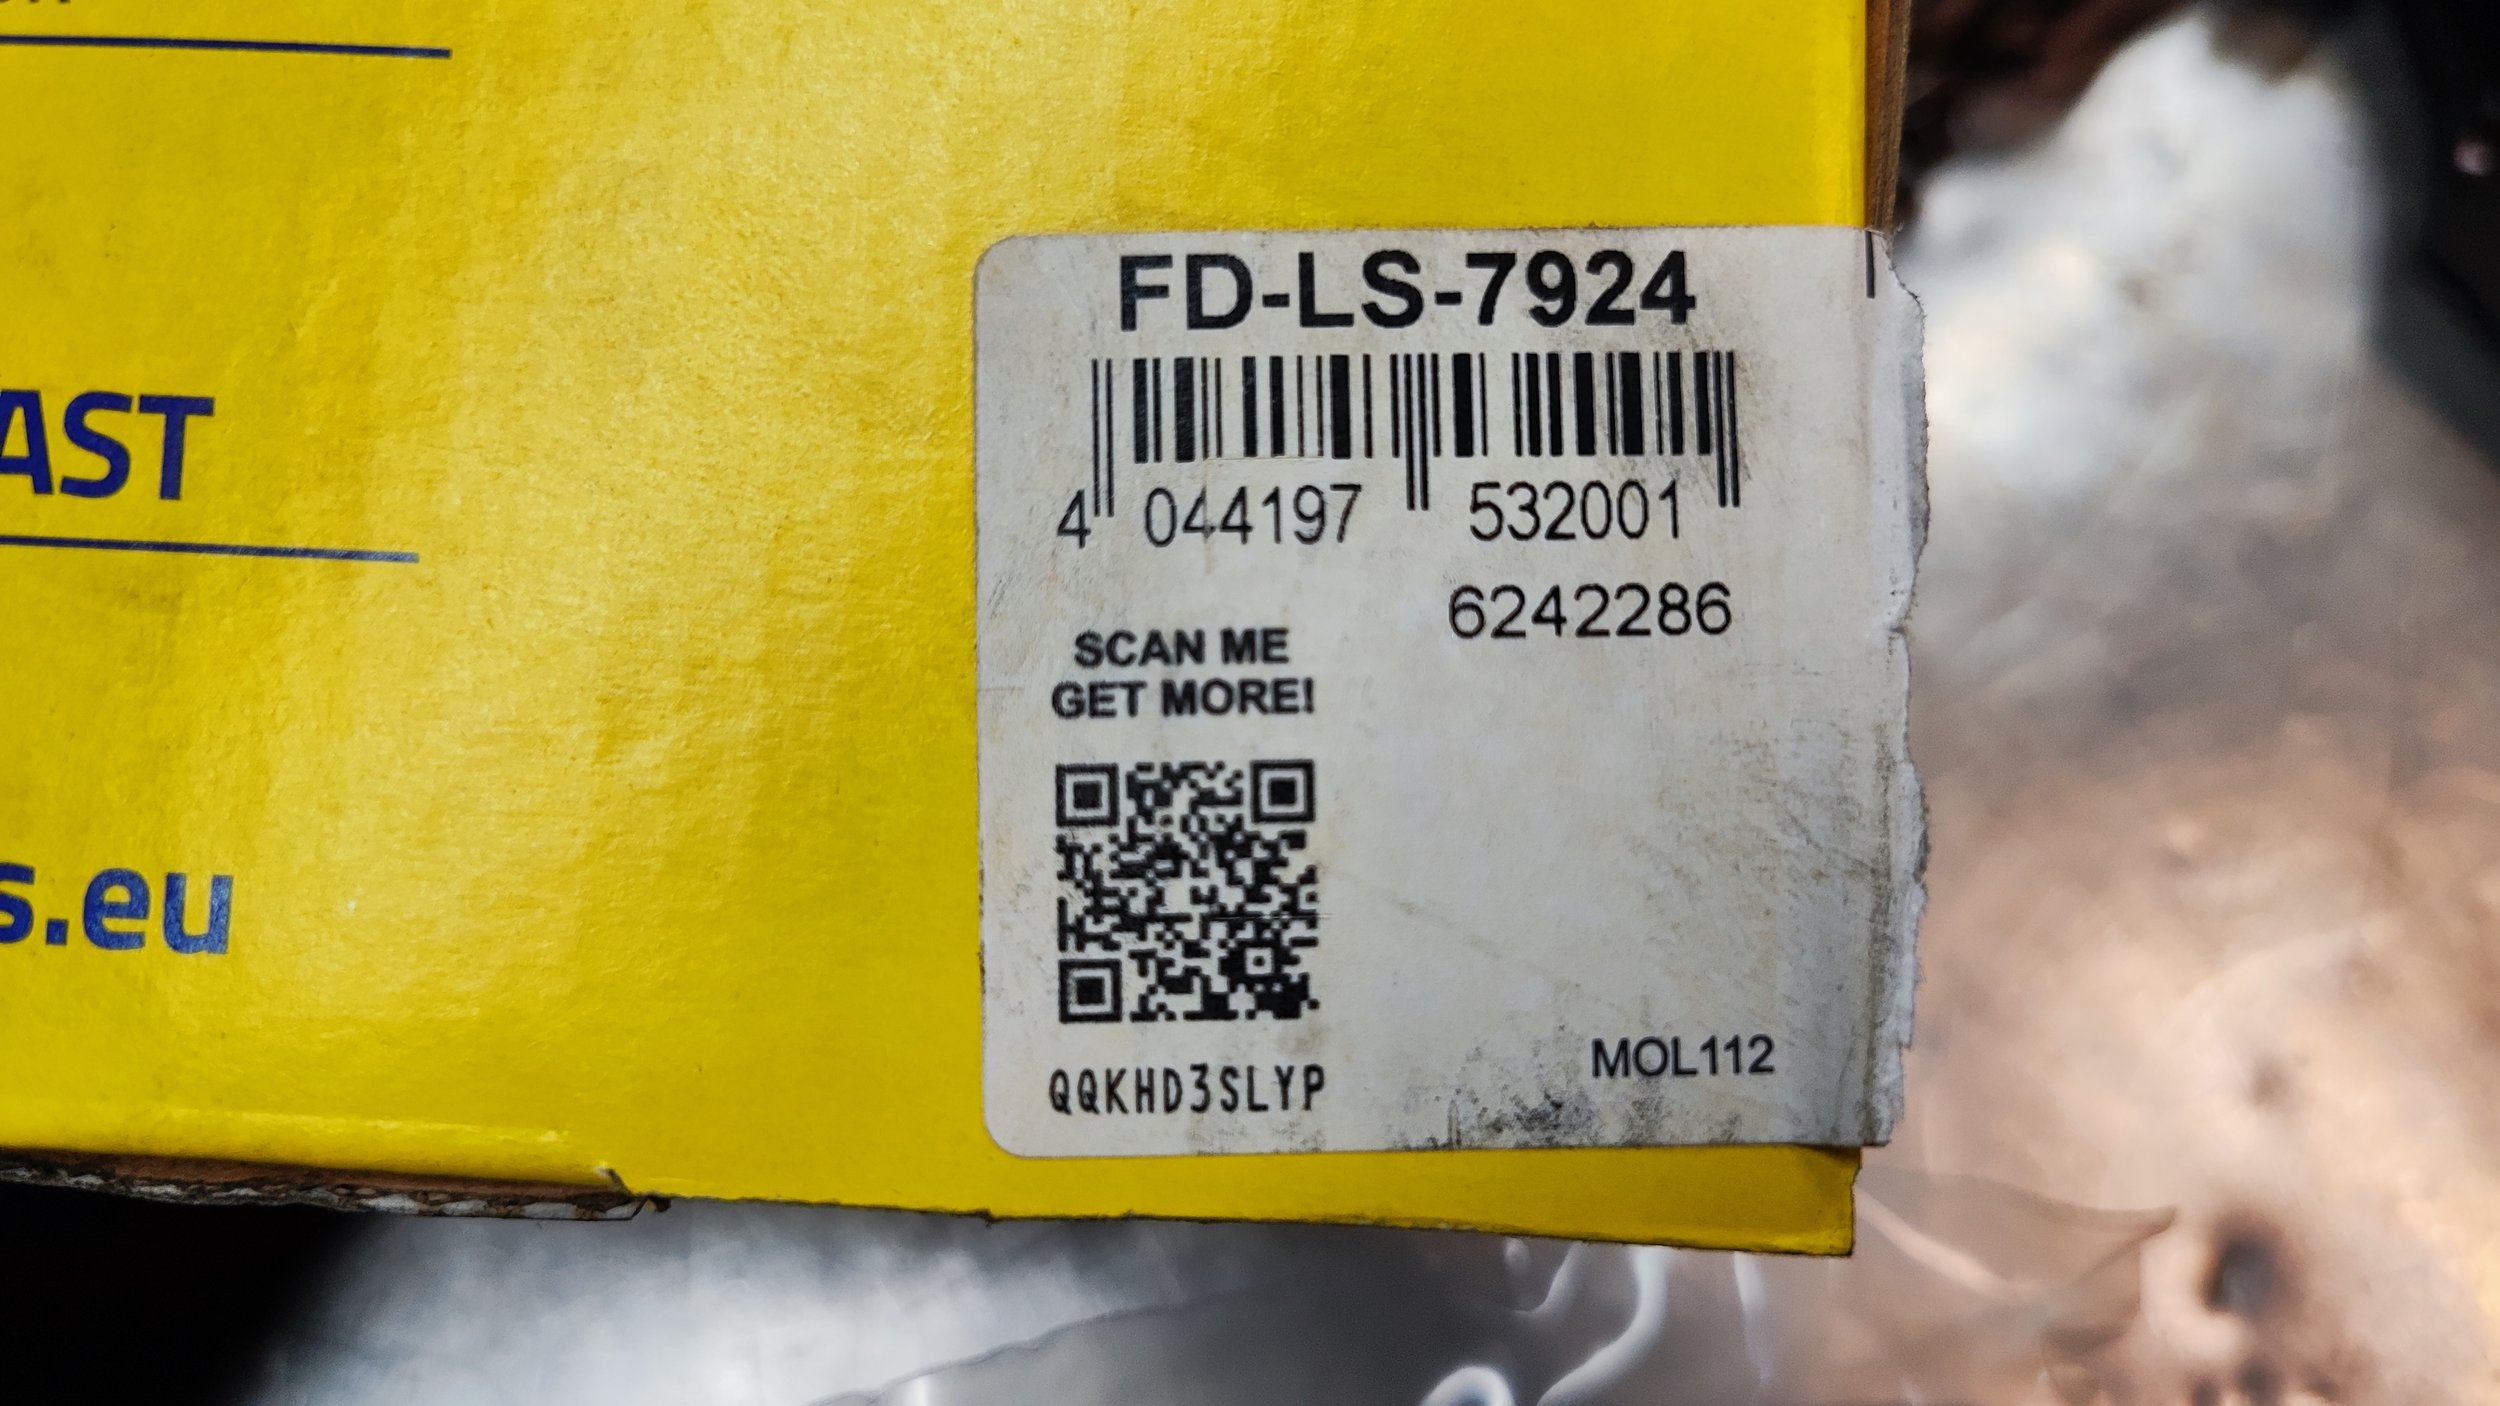 AST
s.eu
FD-LS-7924
4 044197 532001
6242286
SCAN ME
GET MORE!
QQKHD3SLYP
MOL112